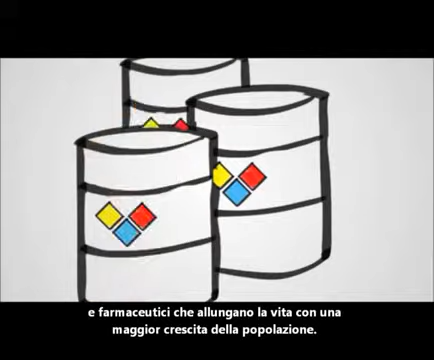 e farmaceutici che allungano la vita con una
maggior crescita della popolazione.